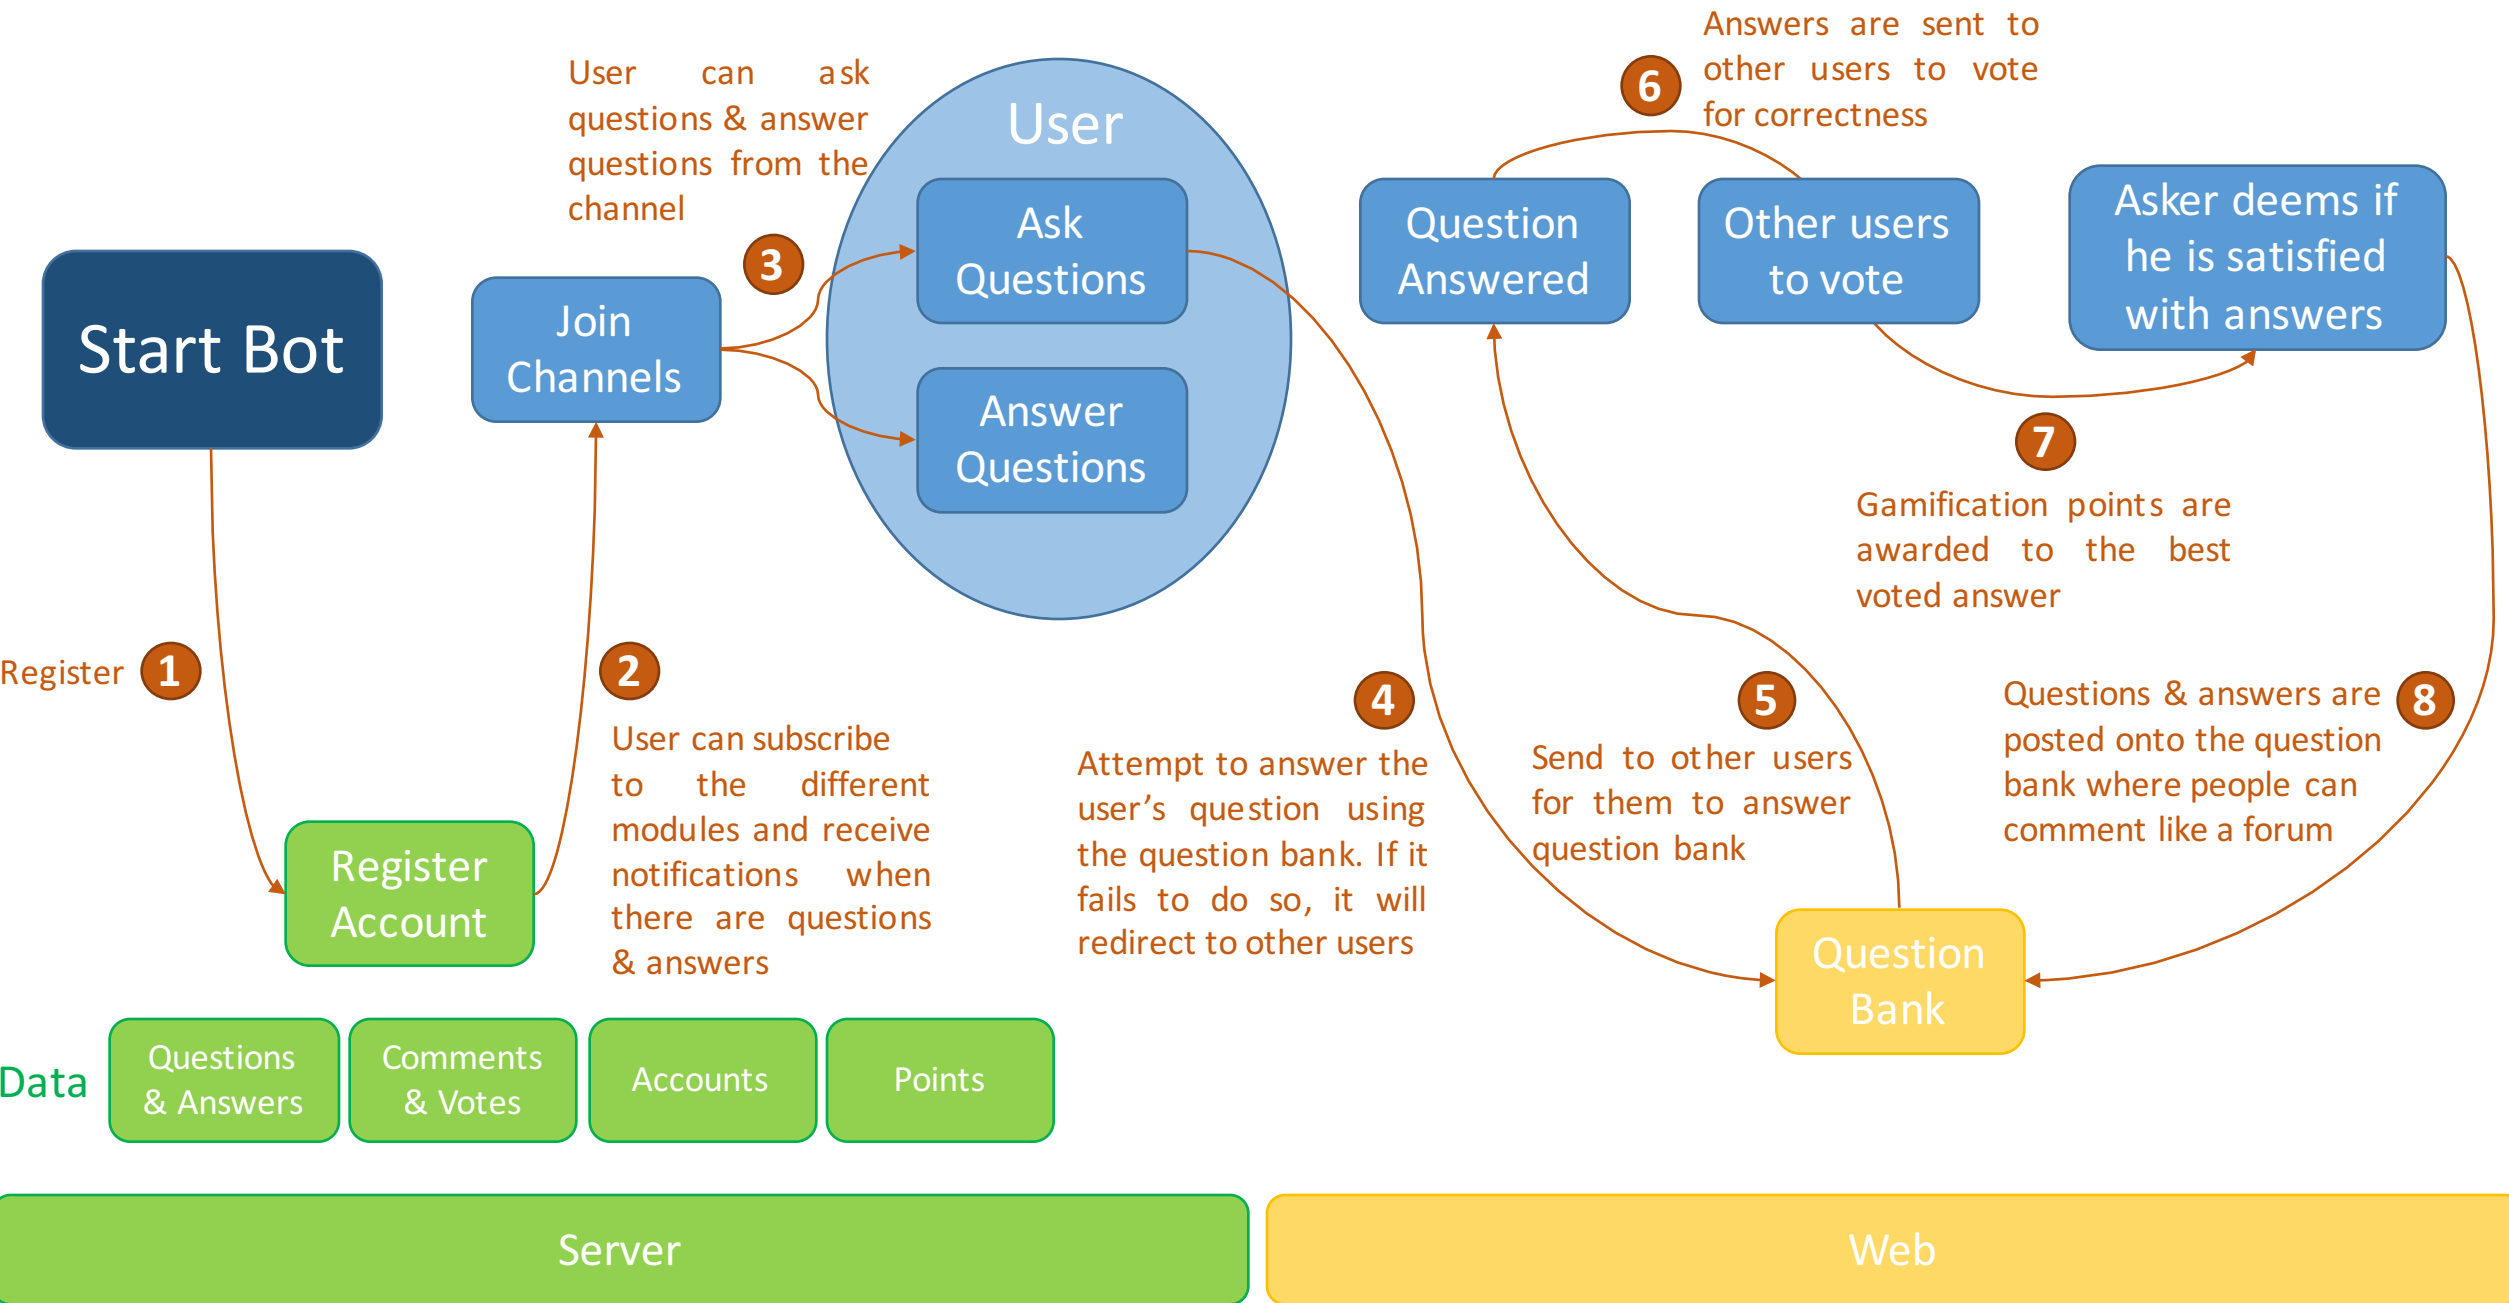 Start Bot
Register
1
Register
Account
2
User can subscribe
to the different
modules and receive
notifications when
there are questions
& answers
Join
Channels
User can ask
questions & answer
questions from the
channel
3
User
Ask
Questions
Answer
Questions
4
Attempt to answer the
user’s question using
the question bank. If it
fails to do so, it will
redirect to other users
5
Send to other users
for them to answer
question bank
Question
Answered
6
Answers are sent to
other users to vote
for correctness
Other users
to vote
7
Gamification points are
awarded to the best
voted answer
Asker deems if
he is satisfied
with answers
8
Questions & answers are
posted onto the question
bank where people can
comment like a forum
Question
Bank
Data
Questions
& Answers
Comments
& Votes
Accounts
Points
Server
Web